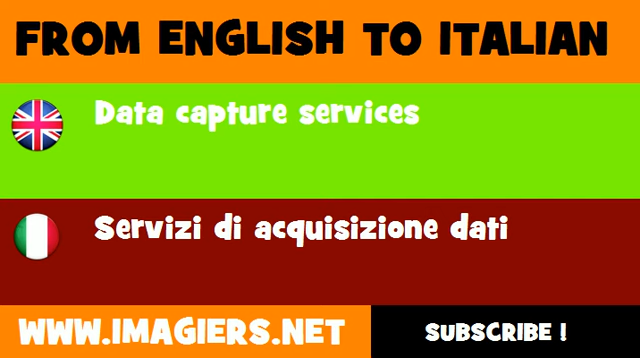 FROM ENGLISH TO ITALIAN
Data capture services
Servizi di acquisizione dati
WWW.IMAGIERS.NET
SUBSCRIBE !